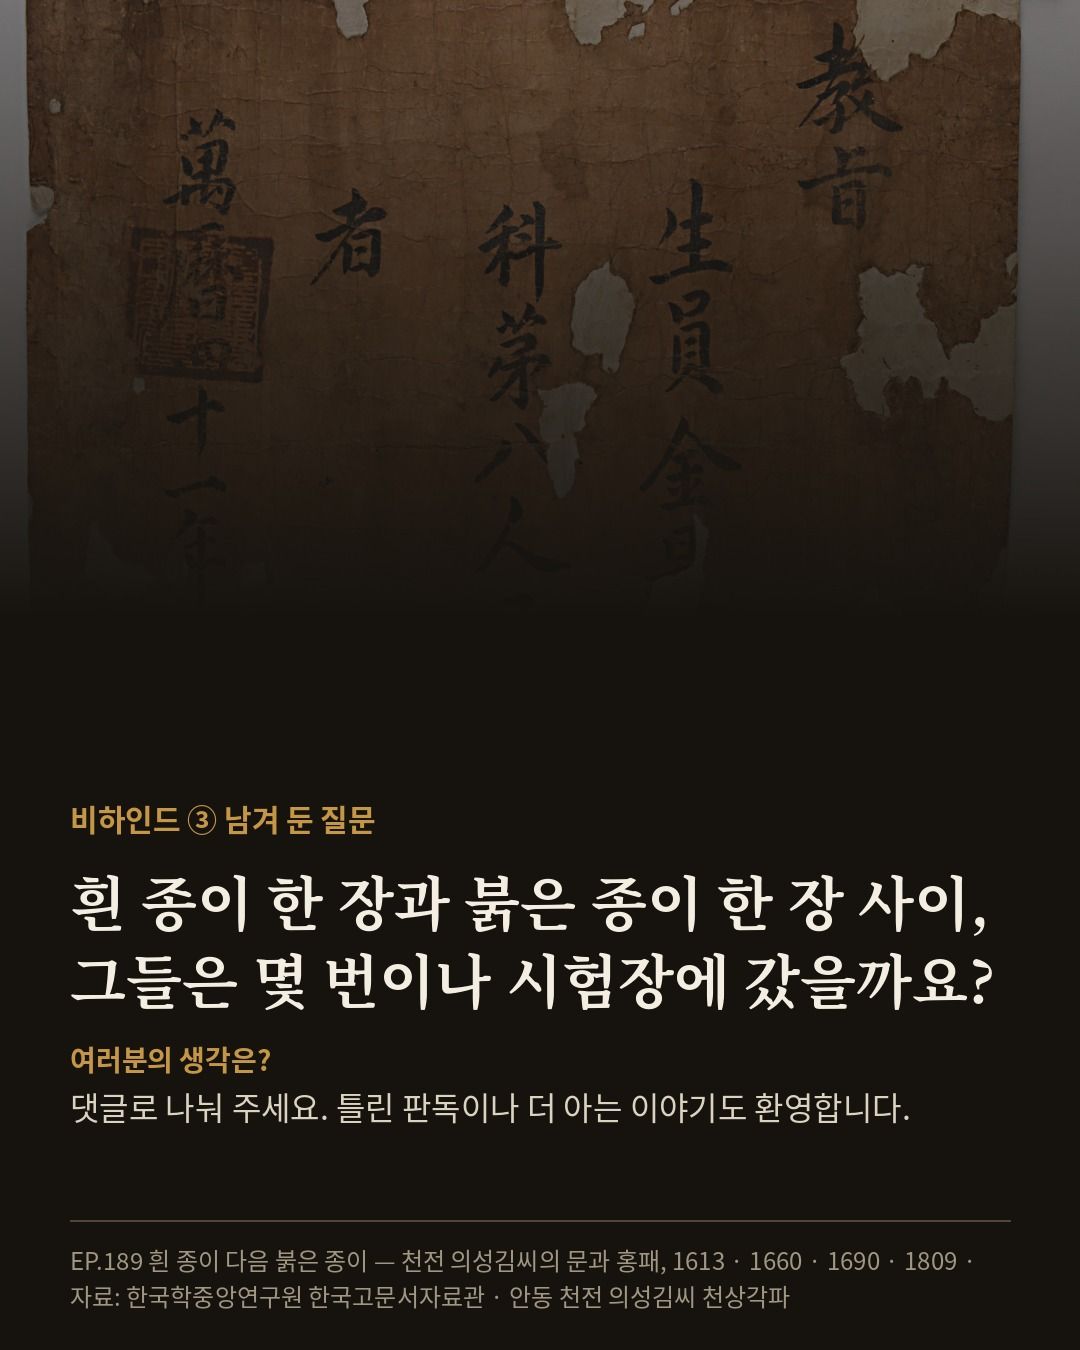 教旨
生員金
科第八人
者
萬曆四十一年
비하인드 ③ 남겨 둔 질문
흰 종이 한 장과 붉은 종이 한 장 사이,
그들은 몇 번이나 시험장에 갔을까요?
여러분의 생각은?
댓글로 나눠 주세요. 틀린 판독이나 더 아는 이야기도 환영합니다.
EP.189 흰 종이 다음 붉은 종이 — 천전 의성김씨의 문과 홍패, 1613 · 1660 · 1690 · 1809 ·
자료: 한국학중앙연구원 한국고문서자료관 · 안동 천전 의성김씨 천상각파